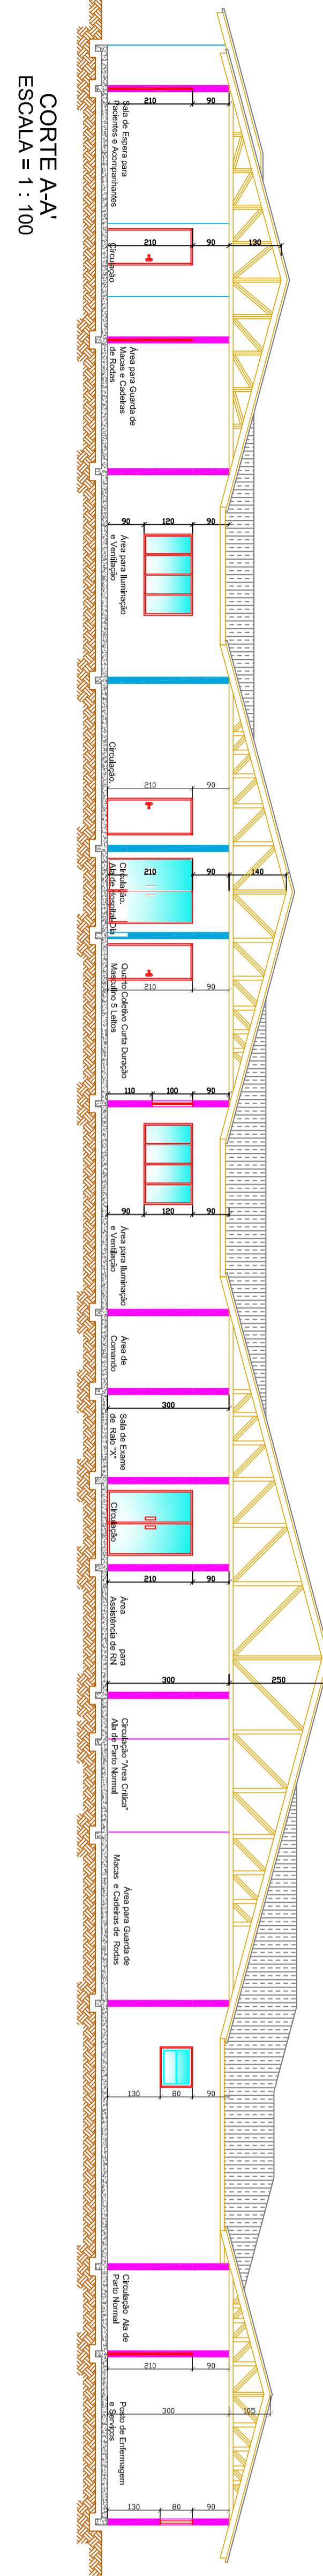 CORTE A-A'
ESCALA = 1 : 100
210
90
Sala de Espera para
Pacientes e Acompanhantes
210
90
130
Circulação
Área para Guarda de
Macas e Cadeiras
de Rodas
90
120
90
Área para Iluminação
e Ventilação
Circulação.
210
90
Circulação.
Ala de Hospital-Dia
210
90
140
Quarto Coletivo Curta Duração
Masculino 5 Leitos
210
90
110
100
90
90
120
90
Área para Iluminação
e Ventilação
Área de
Comando
300
Sala de Exame
de Raio "X"
Circulação
210
90
Área para
Assistência de RN
300
250
Circulação "Área Crítica"
Ala de Parto Normal
Área para Guarda de
Macas e Cadeiras de Rodas
130
80
90
Circulação Ala de
Parto Normal
210
90
300
105
Posto de Enfermagem
e Serviços
130
80
90